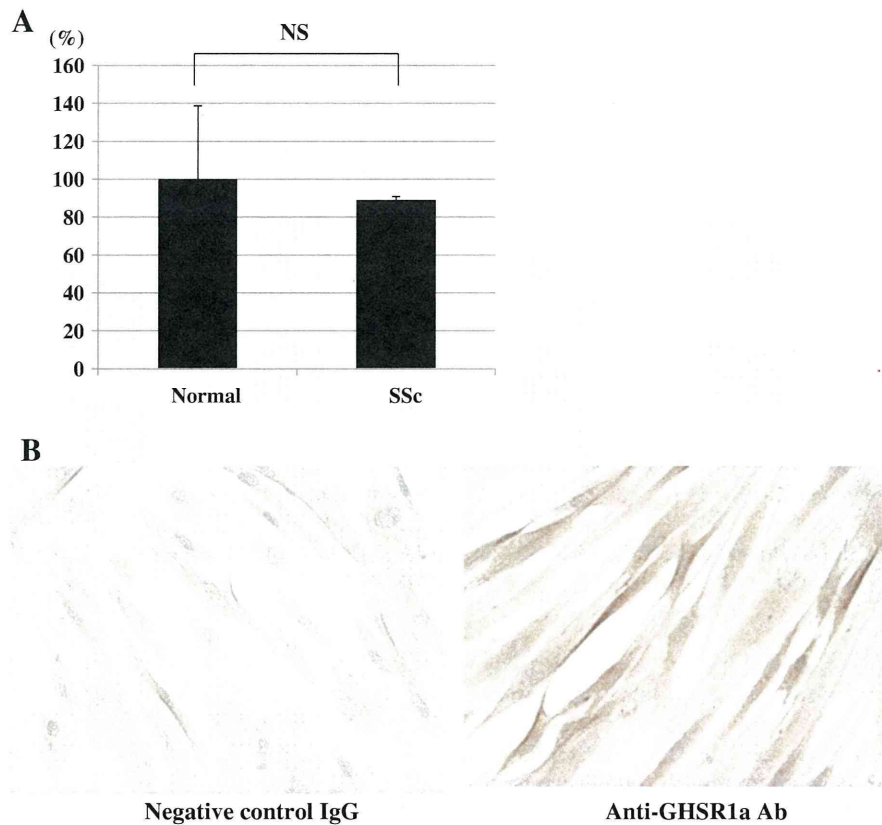 A
(%)
NS
160
140
120
100
80
60
40
20
0
Normal
SSc
B
Negative control IgG
Anti-GHSR1a Ab